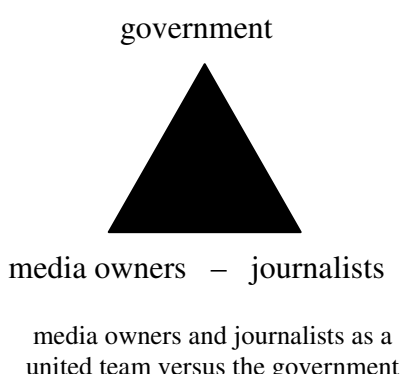 government
media owners – journalists
media owners and journalists as a
united team versus the government